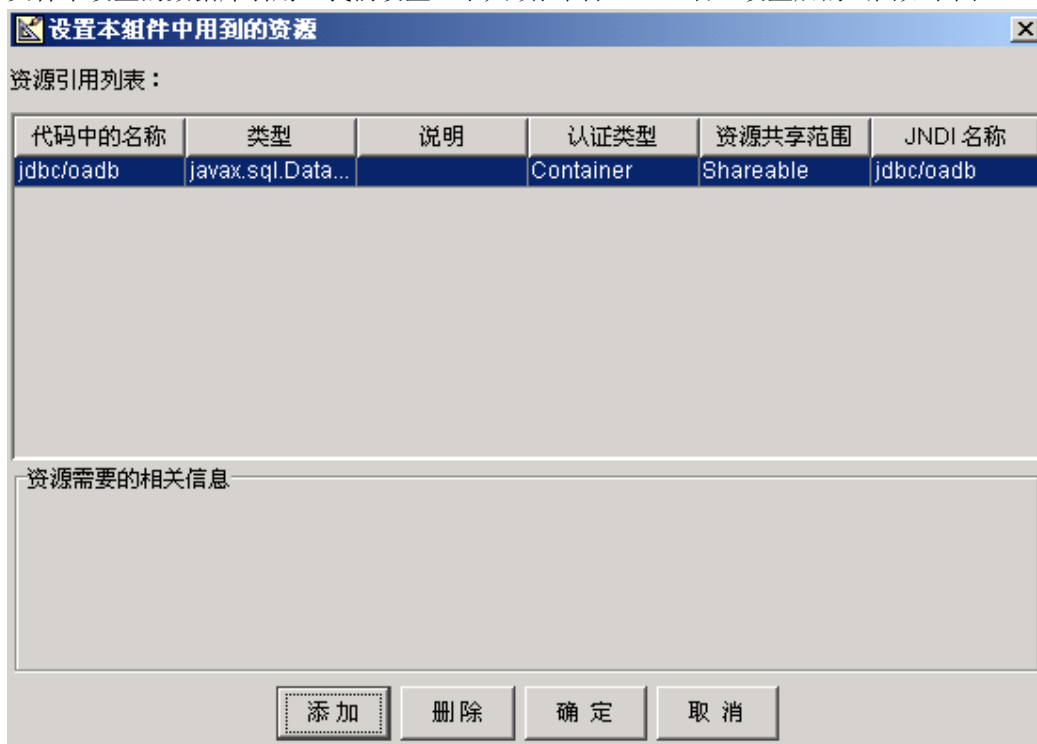 设置本组件中用到的资源
资源引用列表：
代码中的名称 类型 说明 认证类型 资源共享范围 JNDI 名称
jdbc/oadb javax.sql.Data... Container Shareable jdbc/oadb
资源需要的相关信息
添加 删除 确定 取消